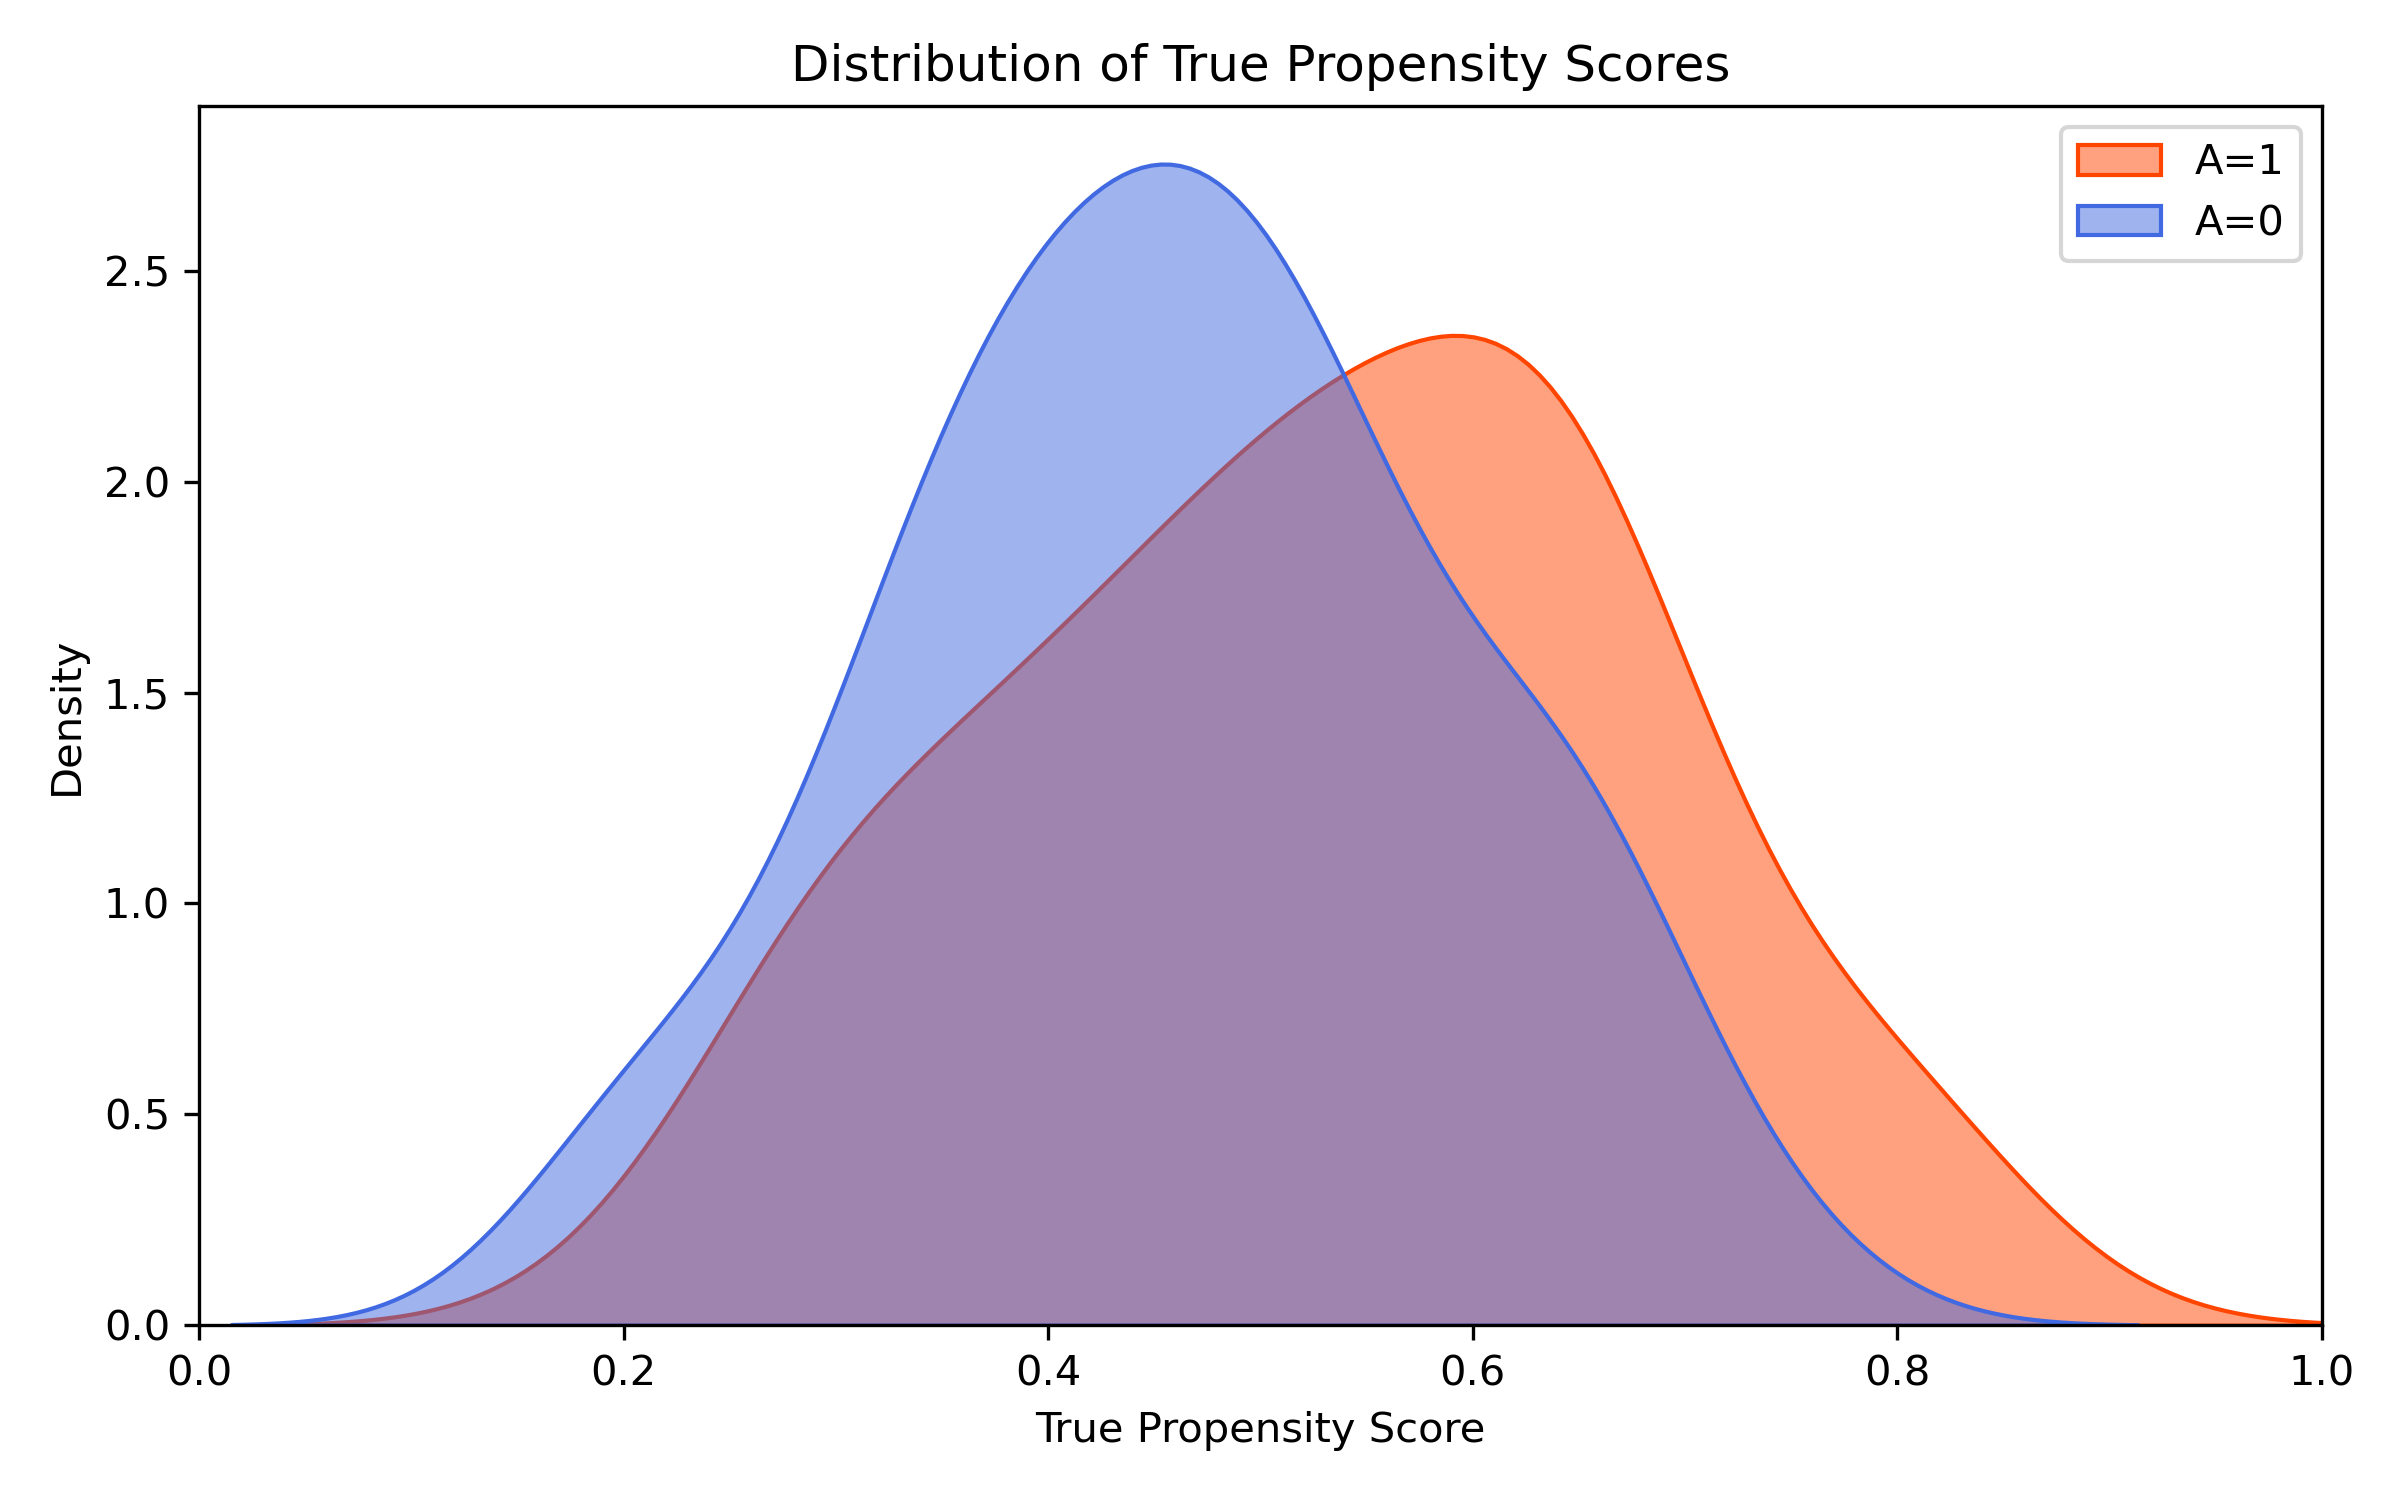 Distribution of True Propensity Scores
A=1
A=0
Density
2.5
2.0
1.5
1.0
0.5
0.0
0.0 0.2 0.4 0.6 0.8 1.0
True Propensity Score